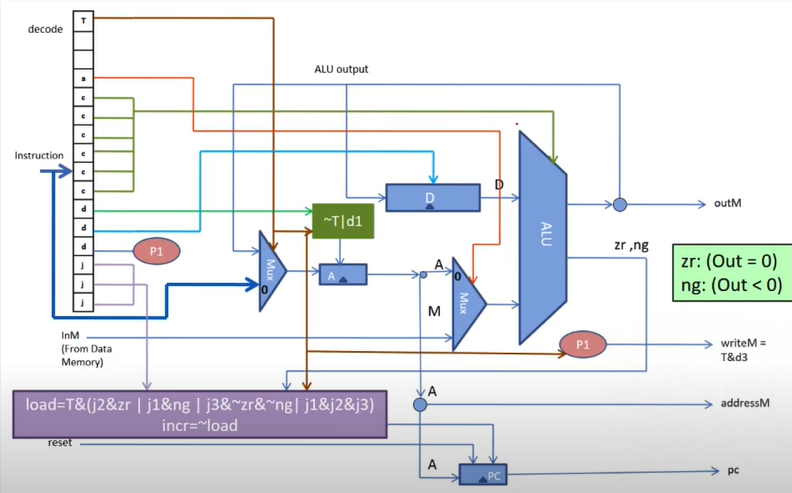 T
decode
ALU output
a
c
c
c
Instruction
c
c
c
d
d
d
j
j
j
P1
~T|d1
D
D
ALU
outM
zr ,ng
zr: (Out = 0)
ng: (Out < 0)
Mux
0
A
A
0
Mux
M
InM
(From Data
Memory)
P1
writeM =
T&d3
load=T&(j2&zr | j1&ng | j3&~zr&~ng| j1&j2&j3)
incr=~load
A
addressM
reset
A
PC
pc